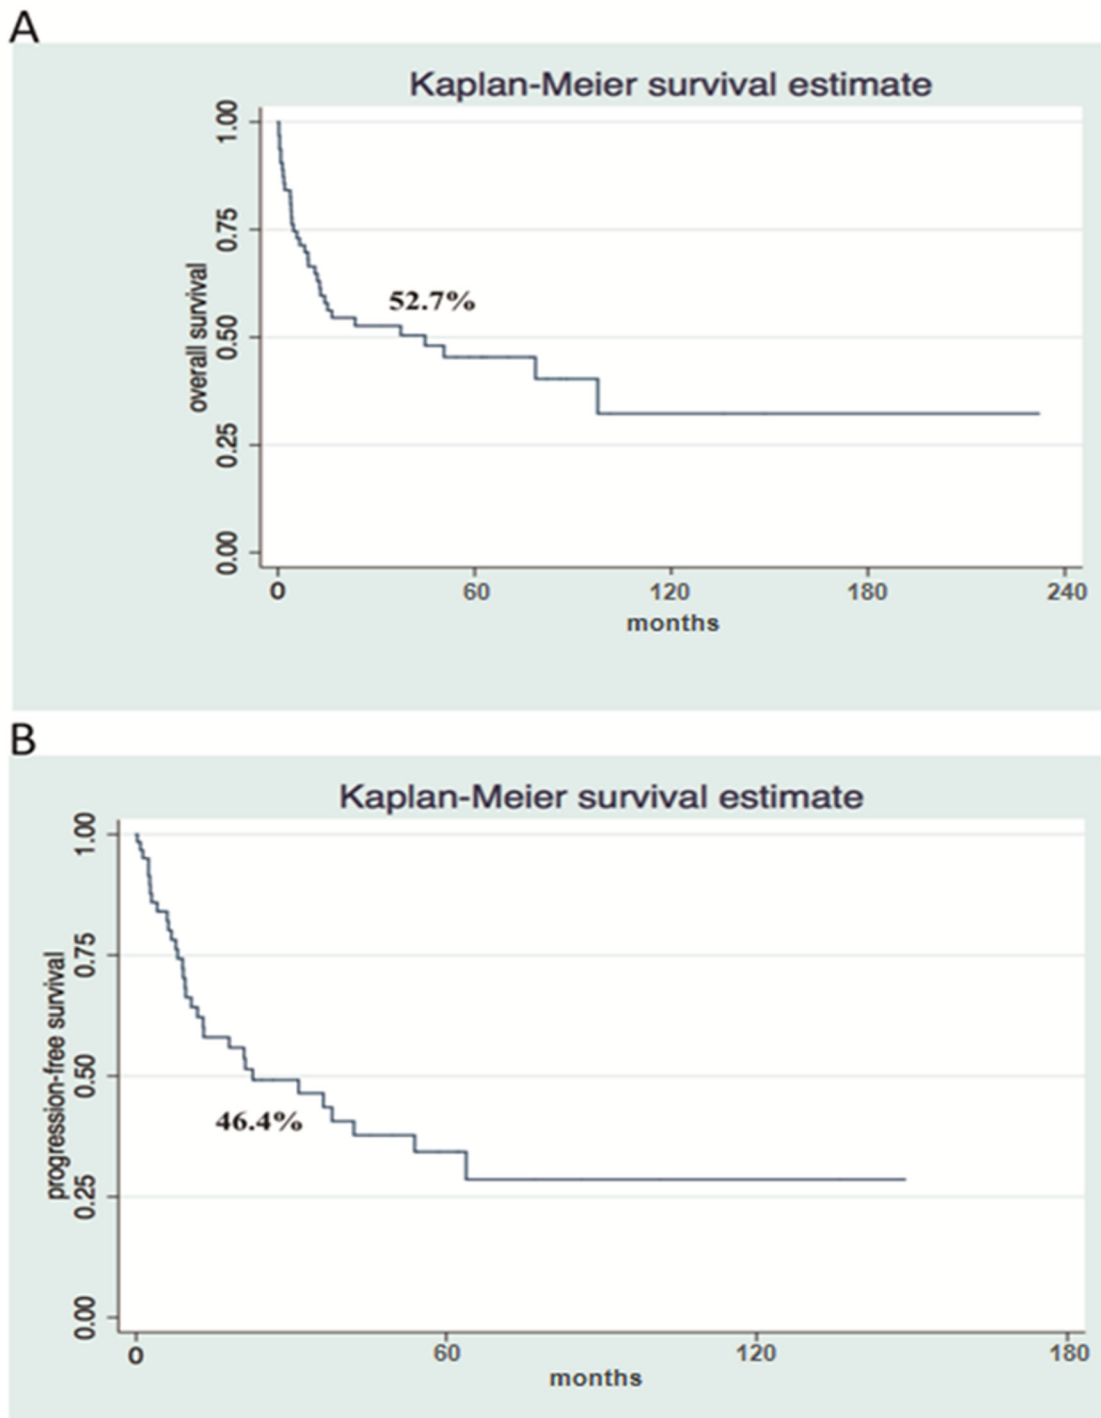 A
Kaplan-Meier survival estimate
overall survival
1.00
0.75
0.50
0.25
0.00
52.7%
0 60 120 180 240
months
B
Kaplan-Meier survival estimate
progression-free survival
1.00
0.75
0.50
0.25
0.00
46.4%
0 60 120 180
months